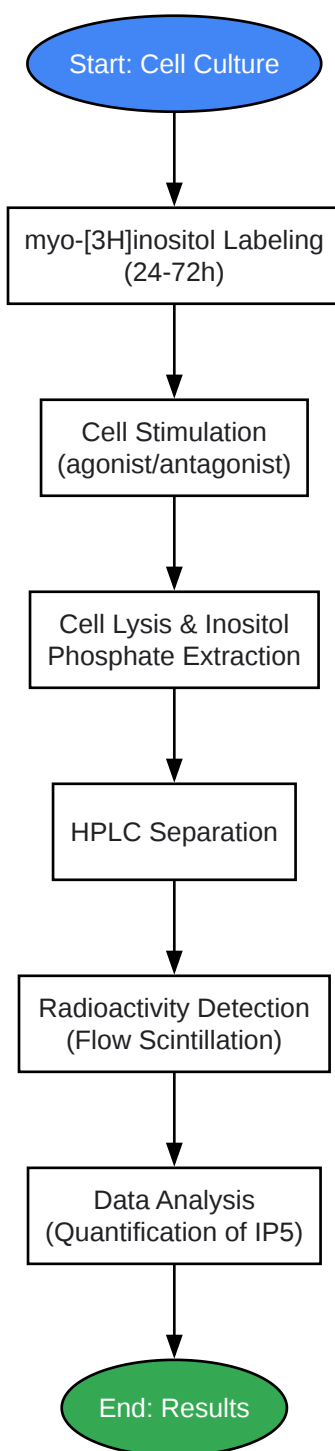 Start: Cell Culture
myo-[3H]inositol Labeling
(24-72h)
Cell Stimulation
(agonist/antagonist)
Cell Lysis & Inositol
Phosphate Extraction
HPLC Separation
Radioactivity Detection
(Flow Scintillation)
Data Analysis
(Quantification of IP5)
End: Results